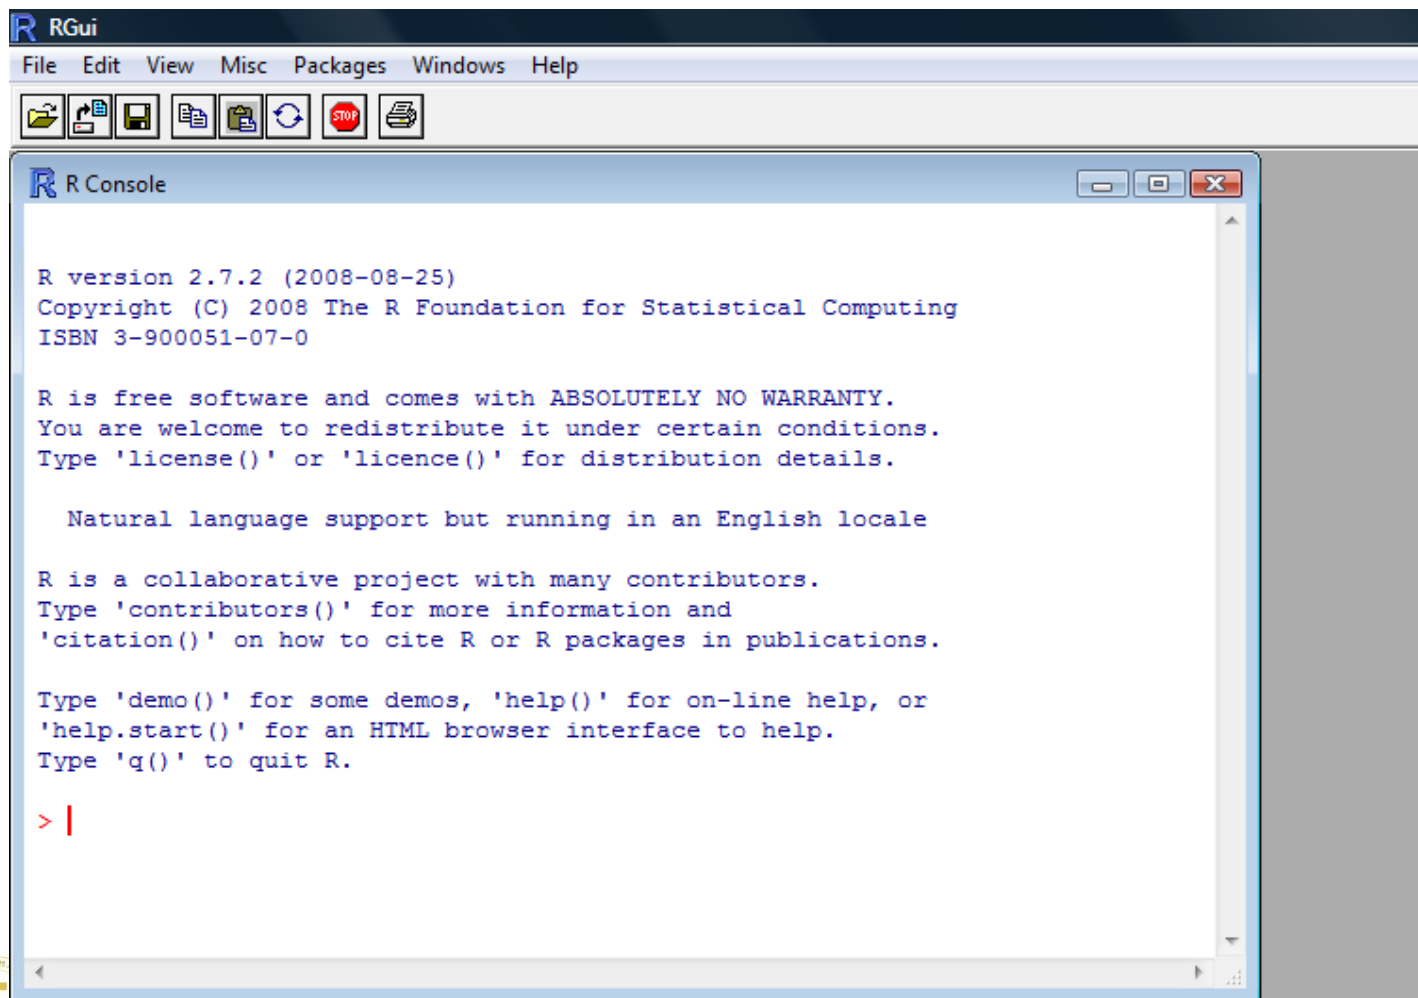 RGui
File Edit View Misc Packages Windows Help
STOP
R Console
R version 2.7.2 (2008-08-25)
Copyright (C) 2008 The R Foundation for Statistical Computing
ISBN 3-900051-07-0
R is free software and comes with ABSOLUTELY NO WARRANTY.
You are welcome to redistribute it under certain conditions.
Type 'license()' or 'licence()' for distribution details.
Natural language support but running in an English locale
R is a collaborative project with many contributors.
Type 'contributors()' for more information and
'citation()' on how to cite R or R packages in publications.
Type 'demo()' for some demos, 'help()' for on-line help, or
'help.start()' for an HTML browser interface to help.
Type 'q()' to quit R.
>